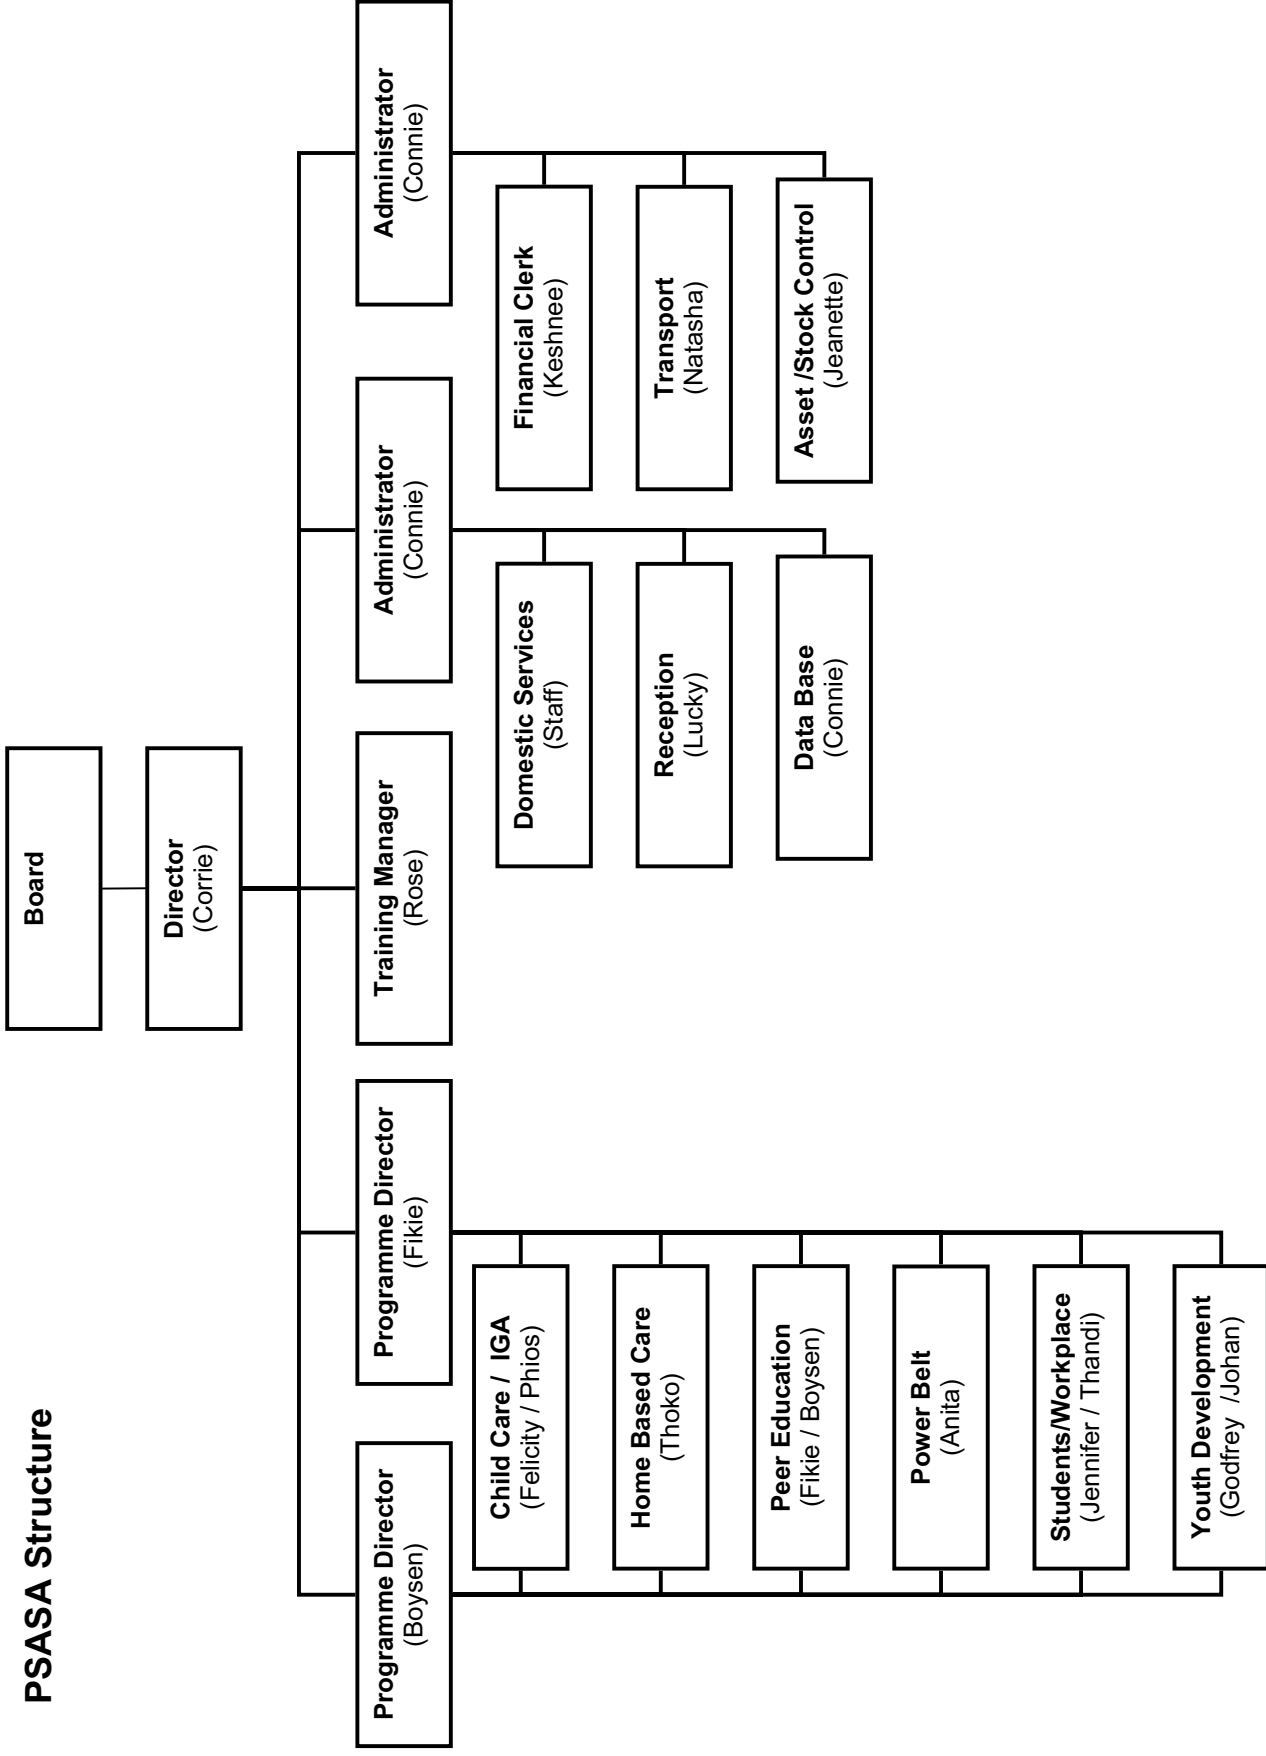 PSASA Structure
Board
Director
(Corrie)
Programme Director
(Boysen)
Programme Director
(Fikie)
Training Manager
(Rose)
Administrator
(Connie)
Administrator
(Connie)
Child Care / IGA
(Felicity / Phios)
Home Based Care
(Thoko)
Peer Education
(Fikie / Boysen)
Power Belt
(Anita)
Students/Workplace
(Jennifer / Thandi)
Youth Development
(Godfrey /Johan)
Domestic Services
(Staff)
Reception
(Lucky)
Data Base
(Connie)
Financial Clerk
(Keshnee)
Transport
(Natasha)
Asset /Stock Control
(Jeanette)